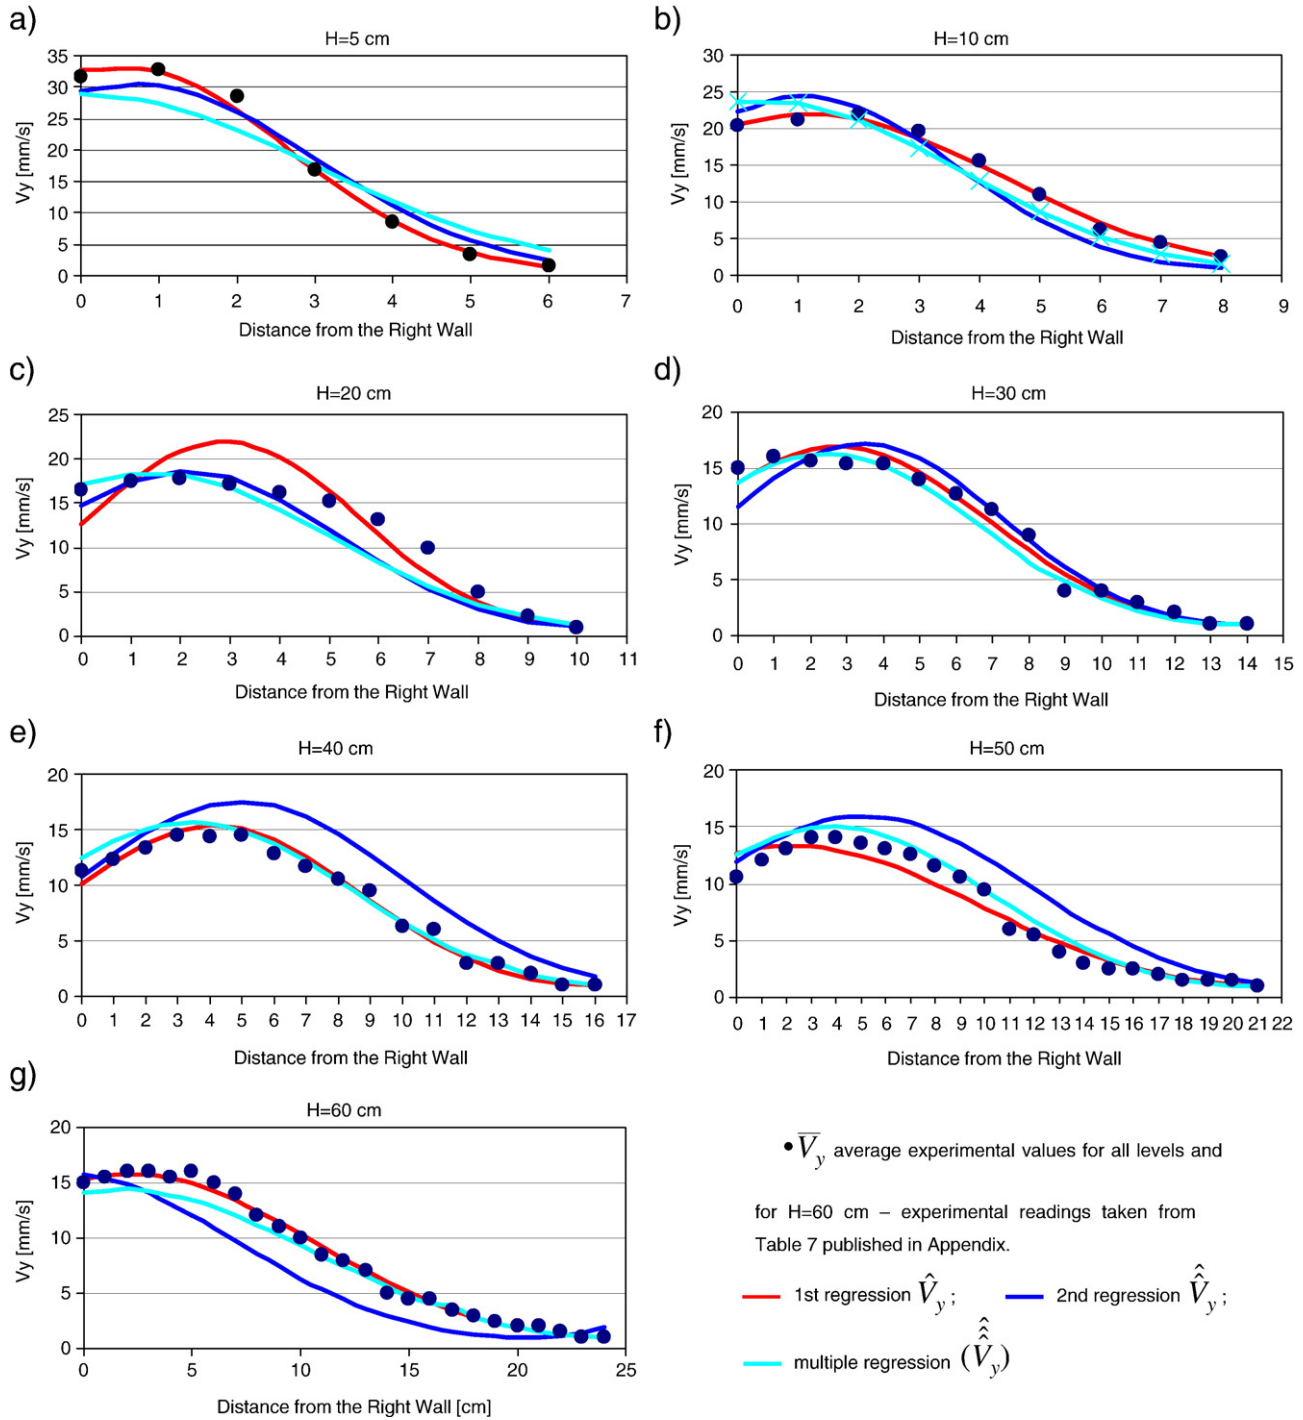 a)
H=5 cm
35
30
25
20
15
10
5
0
Vy [mm/s]
0 1 2 3 4 5 6 7
Distance from the Right Wall
b)
H=10 cm
30
25
20
15
10
5
0
Vy [mm/s]
0 1 2 3 4 5 6 7 8 9
Distance from the Right Wall
c)
H=20 cm
25
20
15
10
5
0
Vy [mm/s]
0 1 2 3 4 5 6 7 8 9 10 11
Distance from the Right Wall
d)
H=30 cm
20
15
10
5
0
Vy [mm/s]
0 1 2 3 4 5 6 7 8 9 10 11 12 13 14 15
Distance from the Right Wall
e)
H=40 cm
20
15
10
5
0
Vy [mm/s]
0 1 2 3 4 5 6 7 8 9 10 11 12 13 14 15 16 17
Distance from the Right Wall
f)
H=50 cm
20
15
10
5
0
Vy [mm/s]
0 1 2 3 4 5 6 7 8 9 10 11 12 13 14 15 16 17 18 19 20 21 22
Distance from the Right Wall
g)
H=60 cm
20
15
10
5
0
Vy [mm/s]
0 5 10 15 20 25
Distance from the Right Wall [cm]
• V̅y average experimental values for all levels and
for H=60 cm – experimental readings taken from
Table 7 published in Appendix.
1st regression V̂y ; 2nd regression V̂̂y ;
multiple regression (V̂̂̂y)